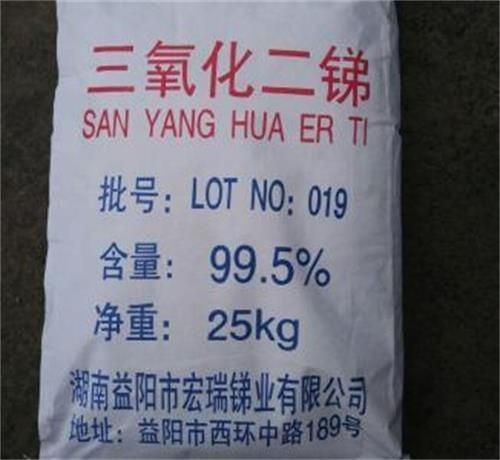 三氧化二锑
SAN YANG HUA ER TI
批号：LOT NO：019
含量：99.5%
净重：25kg
湖南益阳市宏瑞锑业有限公司
地址：益阳市西环中路189号